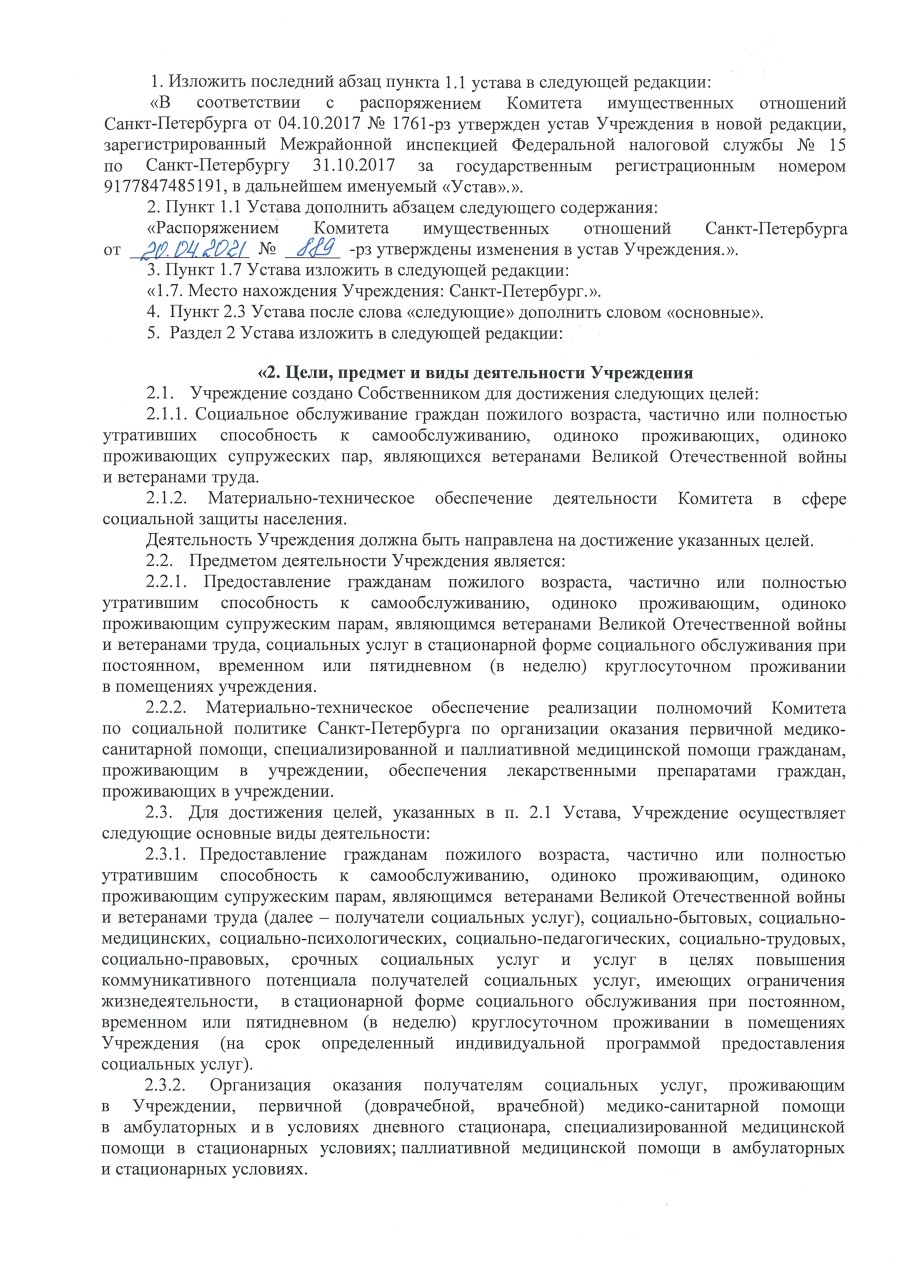 1. Изложить последний абзац пункта 1.1 устава в следующей редакции:
«В соответствии с распоряжением Комитета имущественных отношений
Санкт-Петербурга от 04.10.2017 № 1761-рз утвержден устав Учреждения в новой редакции,
зарегистрированный Межрайонной инспекцией Федеральной налоговой службы № 15
по Санкт-Петербургу 31.10.2017 за государственным регистрационным номером
9177847485191, в дальнейшем именуемый «Устав».».
2. Пункт 1.1 Устава дополнить абзацем следующего содержания:
«Распоряжением Комитета имущественных отношений Санкт-Петербурга
от 20.04.2021 № 889 -рз утверждены изменения в устав Учреждения.».
3. Пункт 1.7 Устава изложить в следующей редакции:
«1.7. Место нахождения Учреждения: Санкт-Петербург.».
4. Пункт 2.3 Устава после слова «следующие» дополнить словом «основные».
5. Раздел 2 Устава изложить в следующей редакции:
«2. Цели, предмет и виды деятельности Учреждения
2.1. Учреждение создано Собственником для достижения следующих целей:
2.1.1. Социальное обслуживание граждан пожилого возраста, частично или полностью
утративших способность к самообслуживанию, одиноко проживающих, одиноко
проживающих супружеских пар, являющихся ветеранами Великой Отечественной войны
и ветеранами труда.
2.1.2. Материально-техническое обеспечение деятельности Комитета в сфере
социальной защиты населения.
Деятельность Учреждения должна быть направлена на достижение указанных целей.
2.2. Предметом деятельности Учреждения является:
2.2.1. Предоставление гражданам пожилого возраста, частично или полностью
утратившим способность к самообслуживанию, одиноко проживающим, одиноко
проживающим супружеским парам, являющимся ветеранами Великой Отечественной войны
и ветеранами труда, социальных услуг в стационарной форме социального обслуживания при
постоянном, временном или пятидневном (в неделю) круглосуточном проживании
в помещениях учреждения.
2.2.2. Материально-техническое обеспечение реализации полномочий Комитета
по социальной политике Санкт-Петербурга по организации оказания первичной медико-
санитарной помощи, специализированной и паллиативной медицинской помощи гражданам,
проживающим в учреждении, обеспечения лекарственными препаратами граждан,
проживающих в учреждении.
2.3. Для достижения целей, указанных в п. 2.1 Устава, Учреждение осуществляет
следующие основные виды деятельности:
2.3.1. Предоставление гражданам пожилого возраста, частично или полностью
утратившим способность к самообслуживанию, одиноко проживающим, одиноко
проживающим супружеским парам, являющимся ветеранами Великой Отечественной войны
и ветеранами труда (далее – получатели социальных услуг), социально-бытовых, социально-
медицинских, социально-психологических, социально-педагогических, социально-трудовых,
социально-правовых, срочных социальных услуг и услуг в целях повышения
коммуникативного потенциала получателей социальных услуг, имеющих ограничения
жизнедеятельности, в стационарной форме социального обслуживания при постоянном,
временном или пятидневном (в неделю) круглосуточном проживании в помещениях
Учреждения (на срок определенный индивидуальной программой предоставления
социальных услуг).
2.3.2. Организация оказания получателям социальных услуг, проживающим
в Учреждении, первичной (доврачебной, врачебной) медико-санитарной помощи
в амбулаторных и в условиях дневного стационара, специализированной медицинской
помощи в стационарных условиях; паллиативной медицинской помощи в амбулаторных
и стационарных условиях.